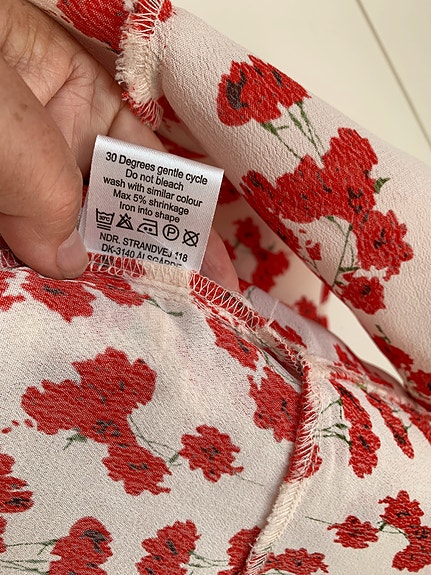 30 Degrees gentle cycle
Do not bleach
wash with similar colour
Max 5% shrinkage
Iron into shape
NDR. STRANDVEJ 118
DK-3140 ÅLSGARDE